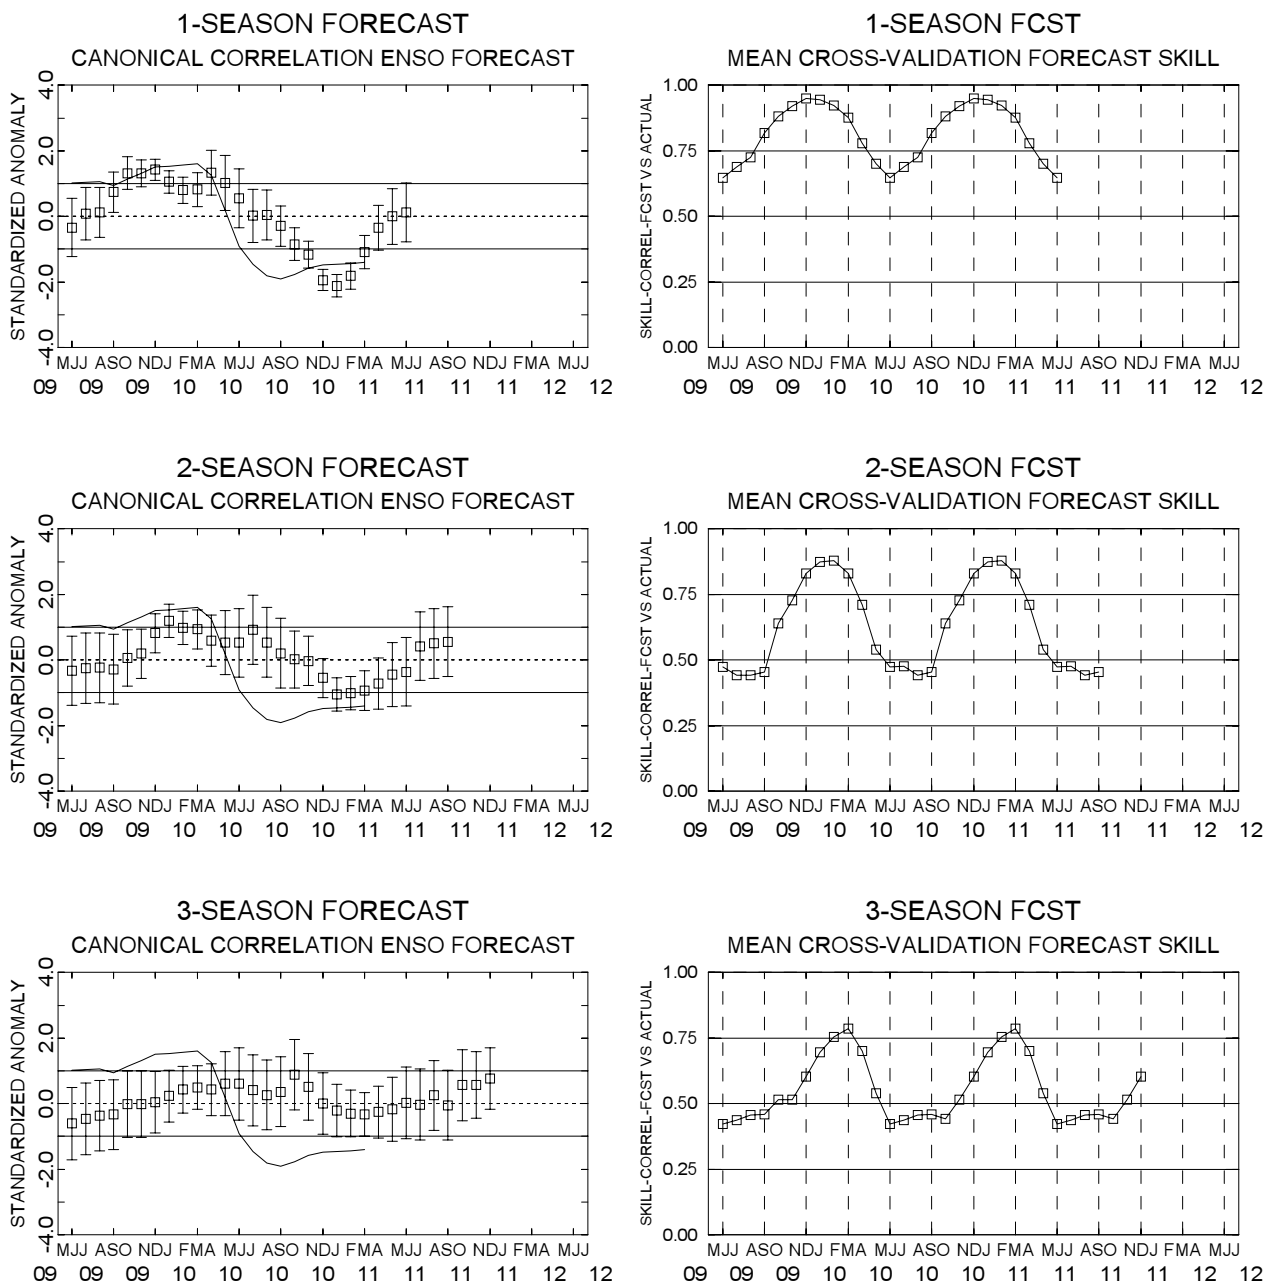 1-SEASON FORECAST
CANONICAL CORRELATION ENSO FORECAST
STANDARDIZED ANOMALY
4.0
2.0
0.0
-2.0
-4.0
MJJ ASO NDJ FMA MJJ ASO NDJ FMA MJJ ASO NDJ FMA MJJ
09 09 09 10 10 10 10 11 11 11 11 12 12
1-SEASON FCST
MEAN CROSS-VALIDATION FORECAST SKILL
SKILL-CORREL-FCST VS ACTUAL
1.00
0.75
0.50
0.25
0.00
MJJ ASO NDJ FMA MJJ ASO NDJ FMA MJJ ASO NDJ FMA MJJ
09 09 09 10 10 10 10 11 11 11 11 12 12
2-SEASON FORECAST
CANONICAL CORRELATION ENSO FORECAST
STANDARDIZED ANOMALY
4.0
2.0
0.0
-2.0
-4.0
MJJ ASO NDJ FMA MJJ ASO NDJ FMA MJJ ASO NDJ FMA MJJ
09 09 09 10 10 10 10 11 11 11 11 12 12
2-SEASON FCST
MEAN CROSS-VALIDATION FORECAST SKILL
SKILL-CORREL-FCST VS ACTUAL
1.00
0.75
0.50
0.25
0.00
MJJ ASO NDJ FMA MJJ ASO NDJ FMA MJJ ASO NDJ FMA MJJ
09 09 09 10 10 10 10 11 11 11 11 12 12
3-SEASON FORECAST
CANONICAL CORRELATION ENSO FORECAST
STANDARDIZED ANOMALY
4.0
2.0
0.0
-2.0
-4.0
MJJ ASO NDJ FMA MJJ ASO NDJ FMA MJJ ASO NDJ FMA MJJ
09 09 09 10 10 10 10 11 11 11 11 12 12
3-SEASON FCST
MEAN CROSS-VALIDATION FORECAST SKILL
SKILL-CORREL-FCST VS ACTUAL
1.00
0.75
0.50
0.25
0.00
MJJ ASO NDJ FMA MJJ ASO NDJ FMA MJJ ASO NDJ FMA MJJ
09 09 09 10 10 10 10 11 11 11 11 12 12